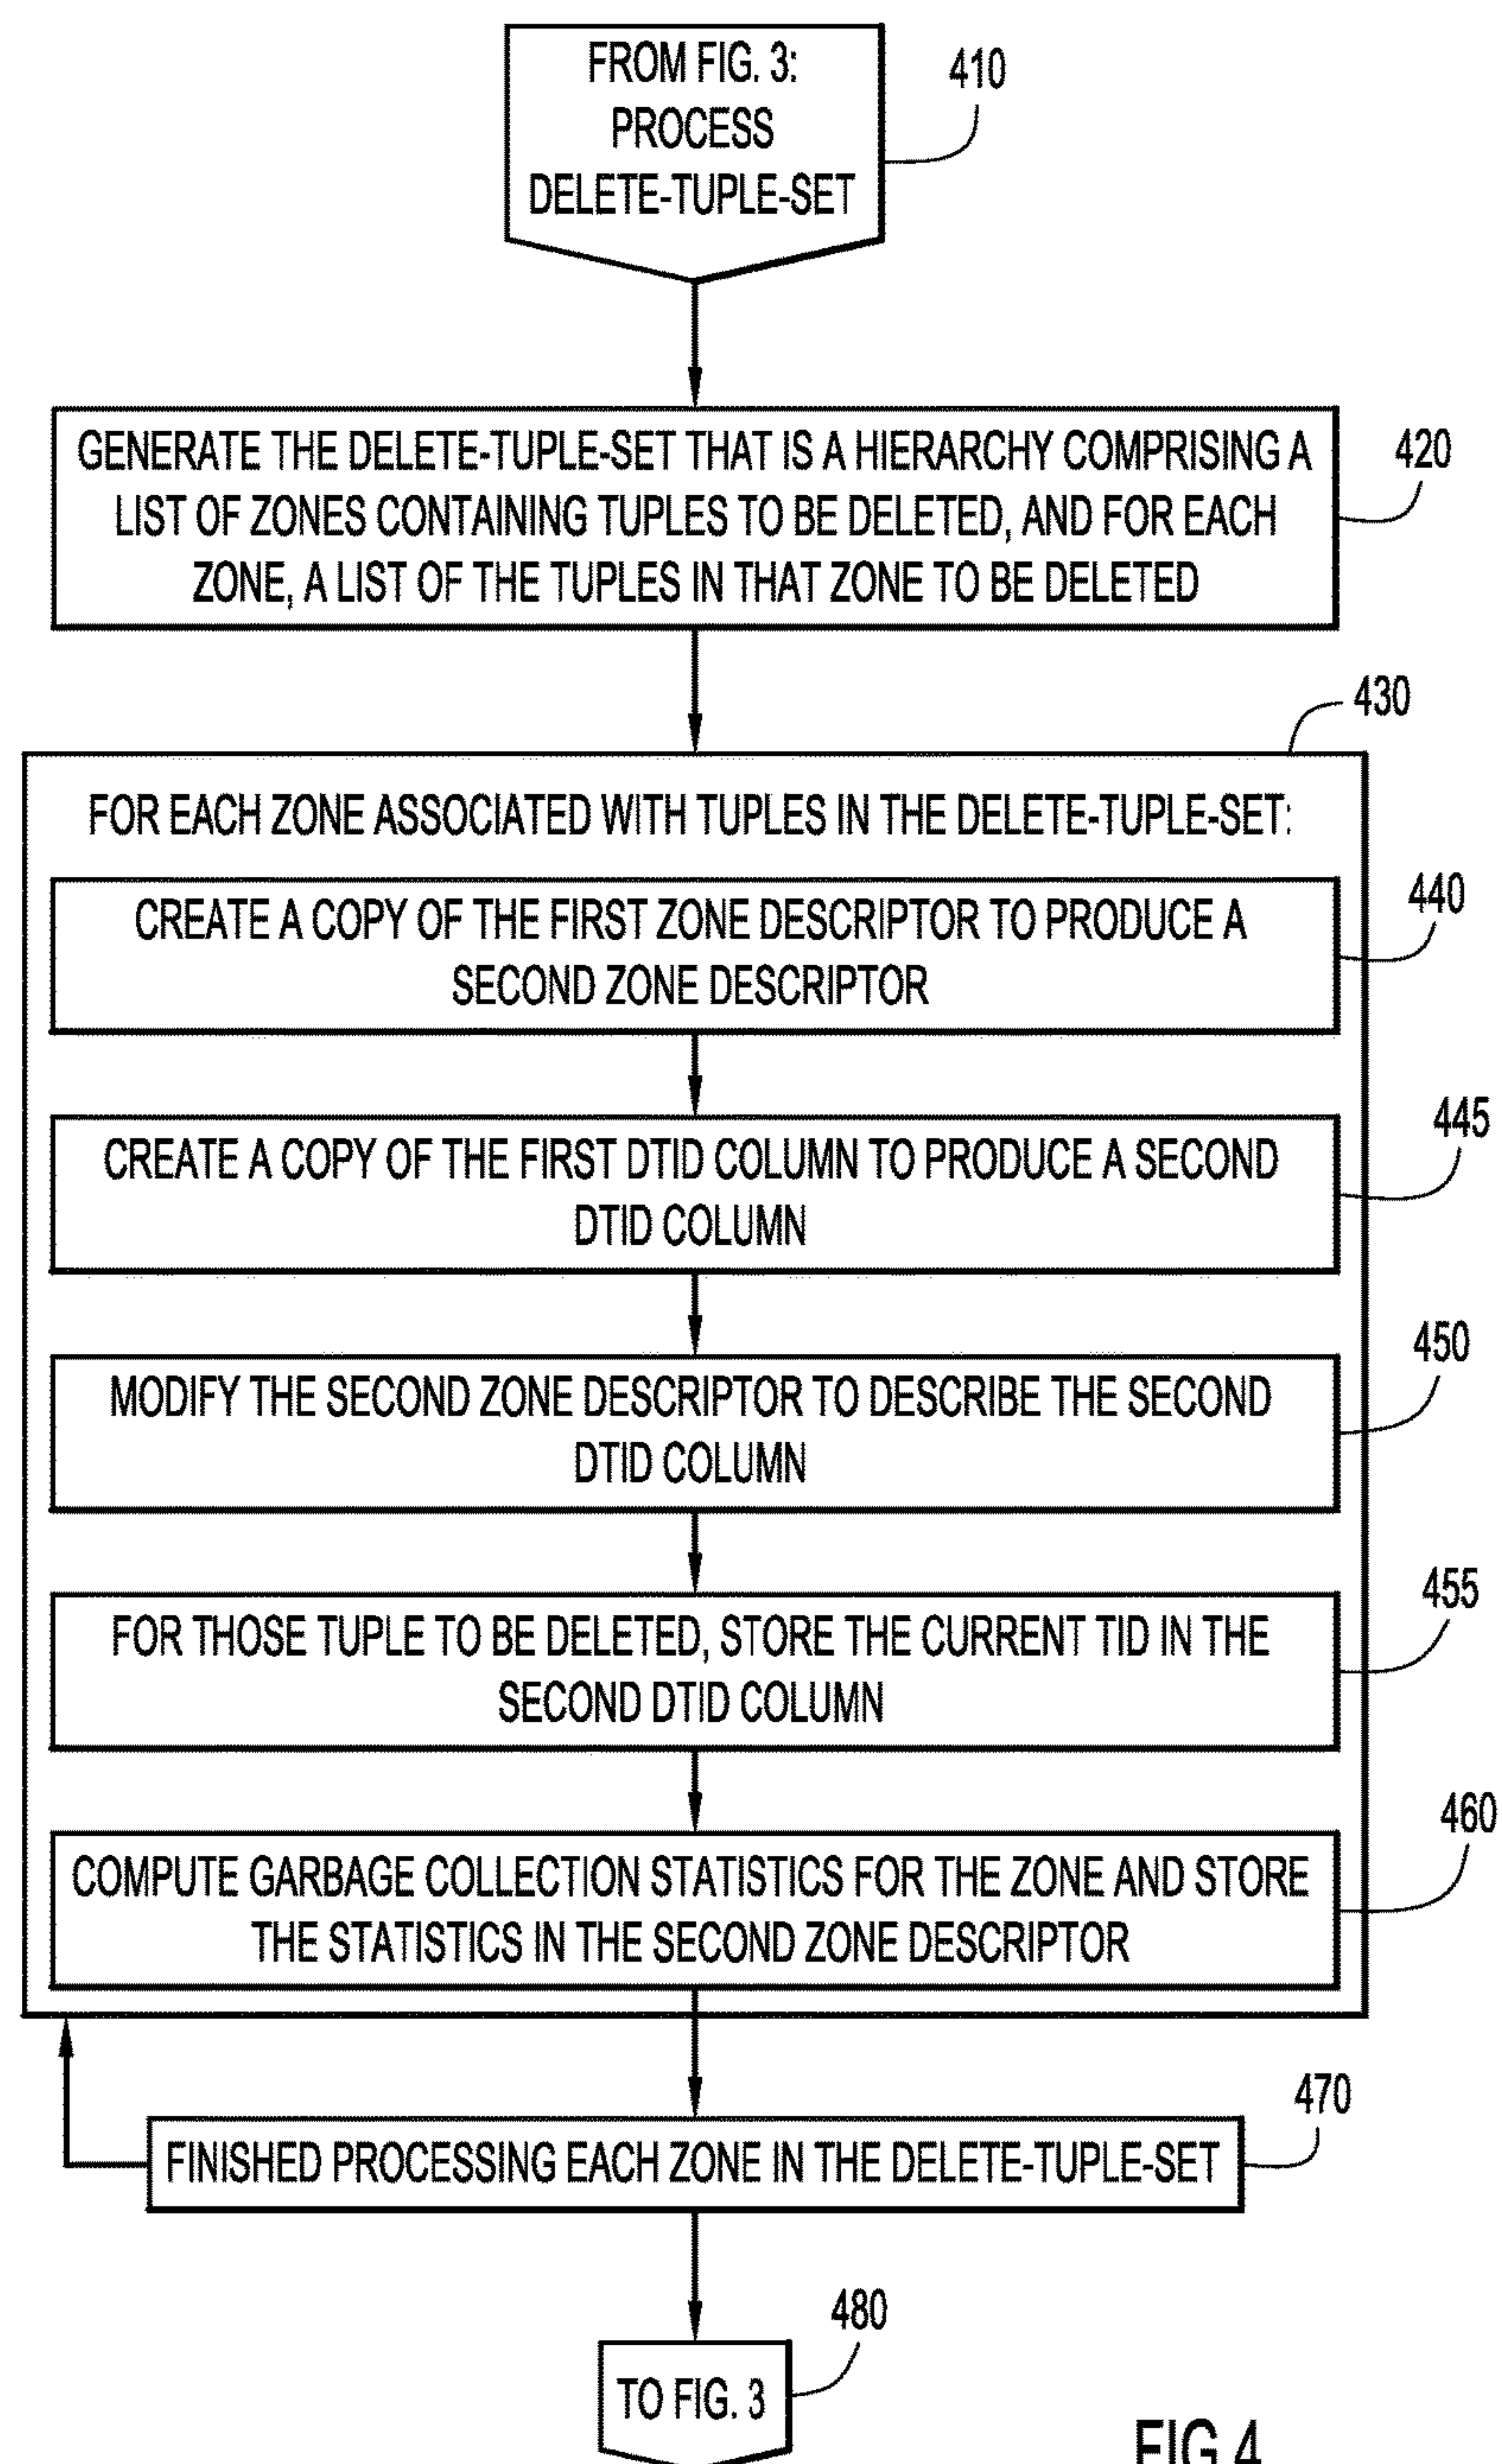 FROM FIG. 3:
PROCESS
DELETE-TUPLE-SET
410
GENERATE THE DELETE-TUPLE-SET THAT IS A HIERARCHY COMPRISING A
LIST OF ZONES CONTAINING TUPLES TO BE DELETED, AND FOR EACH
ZONE, A LIST OF THE TUPLES IN THAT ZONE TO BE DELETED
420
430
FOR EACH ZONE ASSOCIATED WITH TUPLES IN THE DELETE-TUPLE-SET:
CREATE A COPY OF THE FIRST ZONE DESCRIPTOR TO PRODUCE A
SECOND ZONE DESCRIPTOR
440
CREATE A COPY OF THE FIRST DTID COLUMN TO PRODUCE A SECOND
DTID COLUMN
445
MODIFY THE SECOND ZONE DESCRIPTOR TO DESCRIBE THE SECOND
DTID COLUMN
450
FOR THOSE TUPLE TO BE DELETED, STORE THE CURRENT TID IN THE
SECOND DTID COLUMN
455
COMPUTE GARBAGE COLLECTION STATISTICS FOR THE ZONE AND STORE
THE STATISTICS IN THE SECOND ZONE DESCRIPTOR
460
FINISHED PROCESSING EACH ZONE IN THE DELETE-TUPLE-SET
470
TO FIG. 3
480
FIG.4